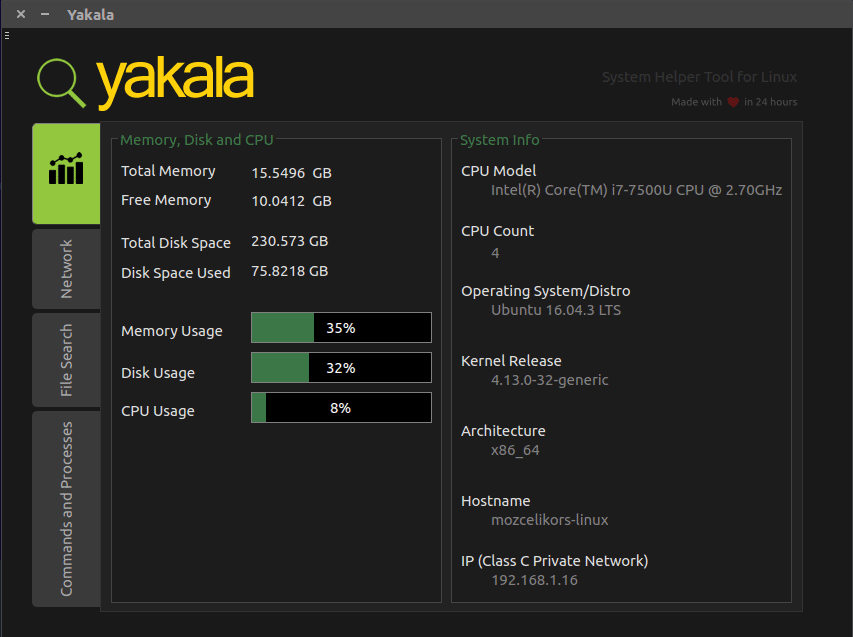 Yakala
yakala
System Helper Tool for Linux
Made with ❤ in 24 hours
Network
File Search
Commands and Processes
Memory, Disk and CPU
Total Memory 15.5496 GB
Free Memory 10.0412 GB
Total Disk Space 230.573 GB
Disk Space Used 75.8218 GB
Memory Usage 35%
Disk Usage 32%
CPU Usage 8%
System Info
CPU Model
Intel(R) Core(TM) i7-7500U CPU @ 2.70GHz
CPU Count
4
Operating System/Distro
Ubuntu 16.04.3 LTS
Kernel Release
4.13.0-32-generic
Architecture
x86_64
Hostname
mozcelikors-linux
IP (Class C Private Network)
192.168.1.16